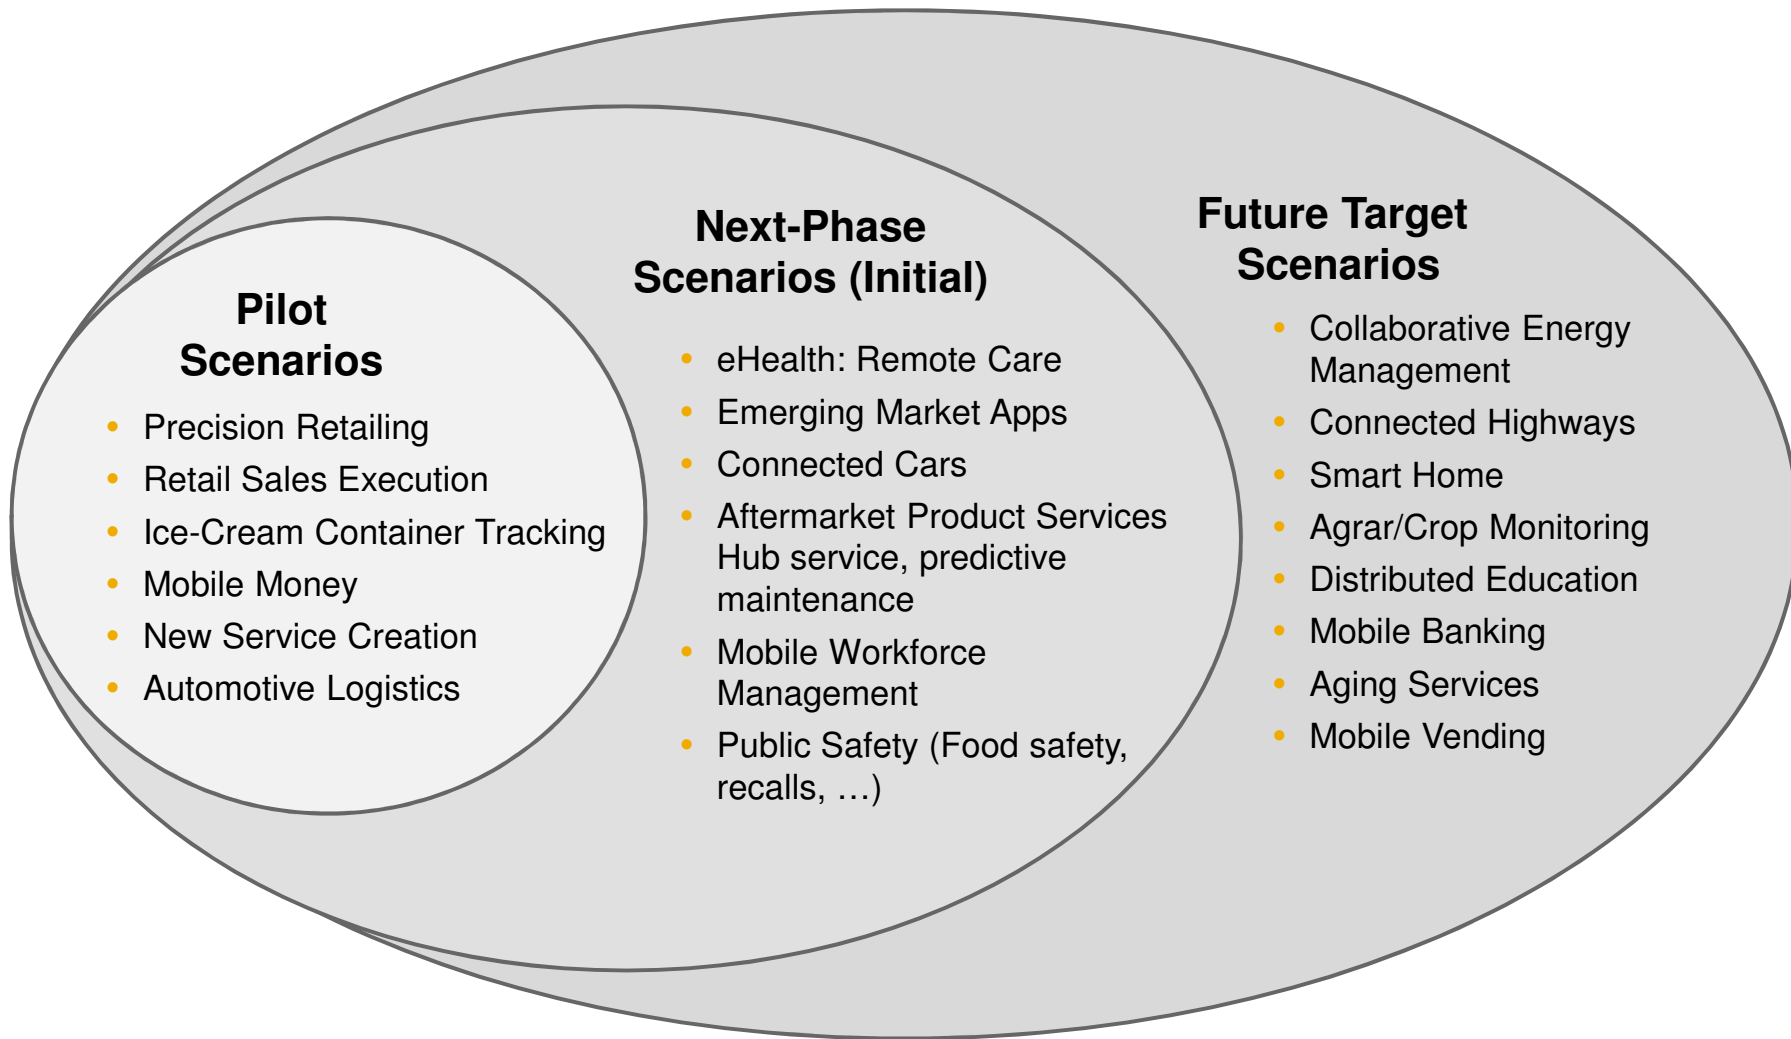 Pilot
Scenarios
• Precision Retailing
• Retail Sales Execution
• Ice-Cream Container Tracking
• Mobile Money
• New Service Creation
• Automotive Logistics
Next-Phase
Scenarios (Initial)
• eHealth: Remote Care
• Emerging Market Apps
• Connected Cars
• Aftermarket Product Services
Hub service, predictive
maintenance
• Mobile Workforce
Management
• Public Safety (Food safety,
recalls, …)
Future Target
Scenarios
• Collaborative Energy
Management
• Connected Highways
• Smart Home
• Agrar/Crop Monitoring
• Distributed Education
• Mobile Banking
• Aging Services
• Mobile Vending